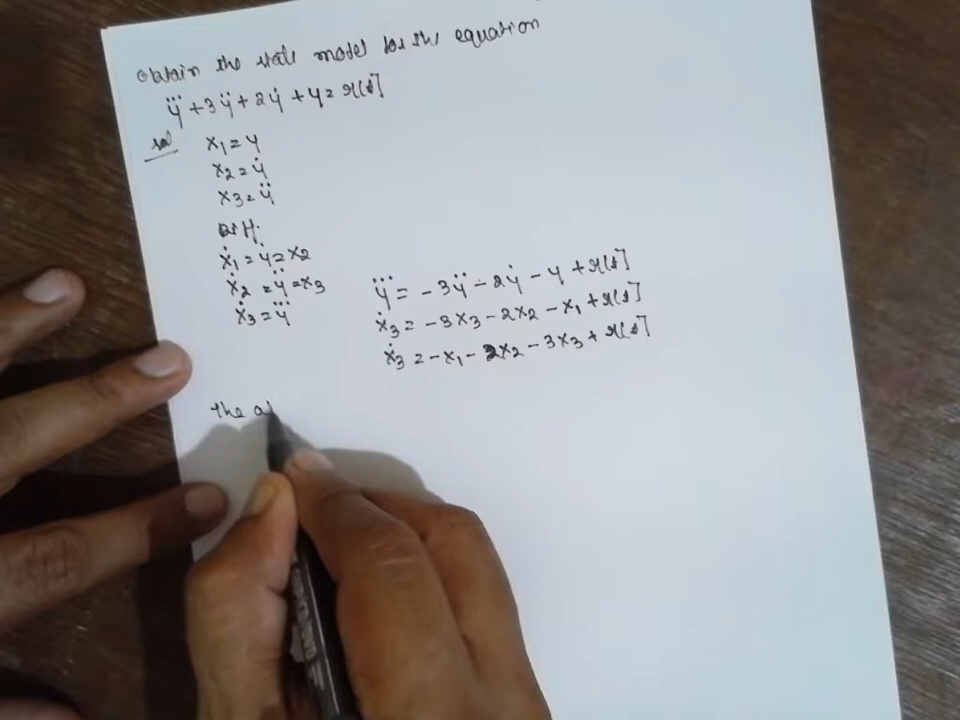 Obtain the state model for the equation
y⃛ + 3ÿ + 2ẏ + y = r(t)
sol
x₁ = y
x₂ = ẏ
x₃ = ÿ
ẋ₁ = ẏ = x₂
ẋ₂ = ÿ = x₃
ẋ₃ = y⃛
y⃛ = -3ÿ - 2ẏ - y + r(t)
ẋ₃ = -3x₃ - 2x₂ - x₁ + r(t)
ẋ₃ = -x₁ - 2x₂ - 3x₃ + r(t)
the